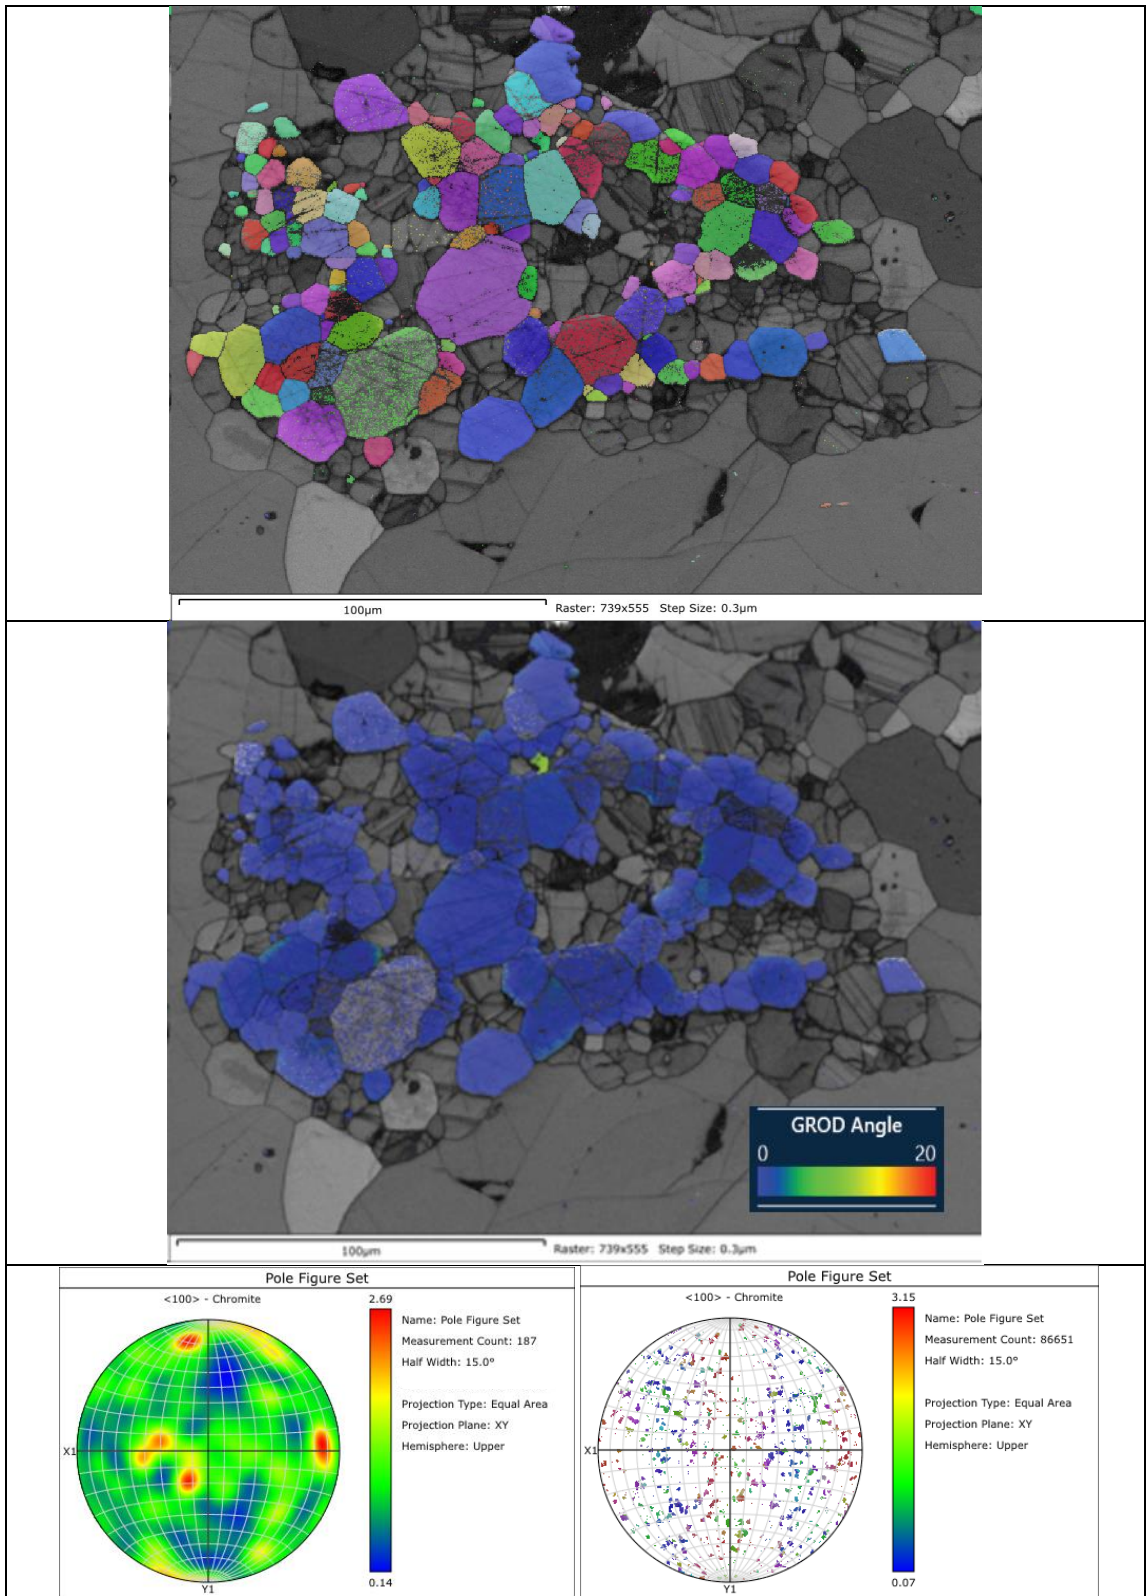 100µm
Raster: 739x555 Step Size: 0.3µm
GROD Angle
0 20
100µm
Raster: 739x555 Step Size: 0.3µm
Pole Figure Set
<100> - Chromite
2.69
Name: Pole Figure Set
Measurement Count: 187
Half Width: 15.0°
Projection Type: Equal Area
Projection Plane: XY
Hemisphere: Upper
X1
Y1
0.14
Pole Figure Set
<100> - Chromite
3.15
Name: Pole Figure Set
Measurement Count: 86651
Half Width: 15.0°
Projection Type: Equal Area
Projection Plane: XY
Hemisphere: Upper
X1
Y1
0.07